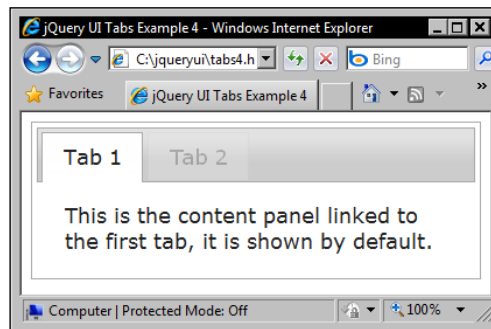 jQuery UI Tabs Example 4 - Windows Internet Explorer
C:\jqueryui\tabs4.h
Bing
Favorites
jQuery UI Tabs Example 4
»
Tab 1
Tab 2
This is the content panel linked to
the first tab, it is shown by default.
Computer | Protected Mode: Off
100%